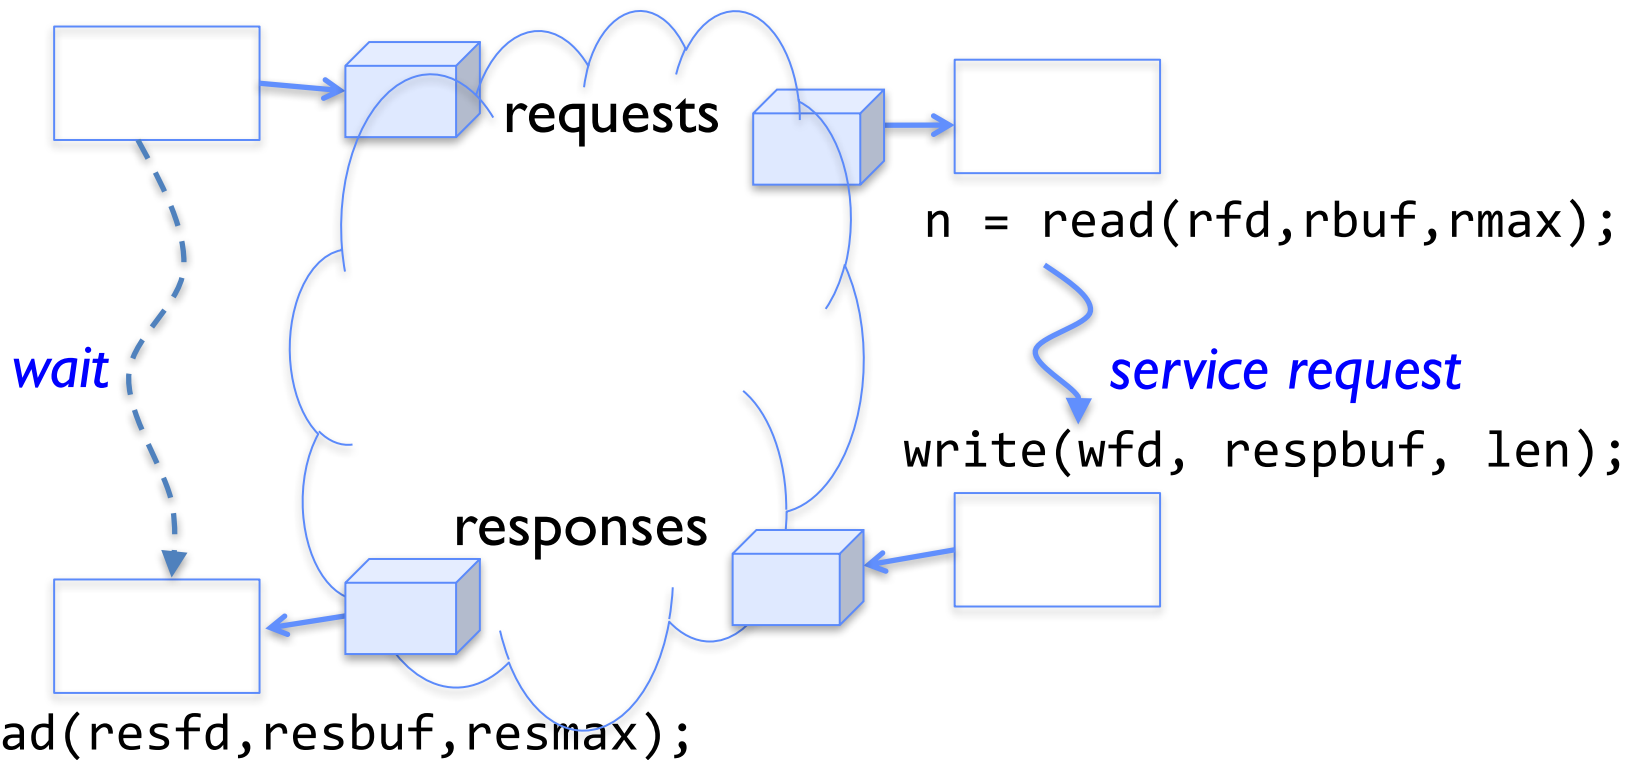 requests
n = read(rfd,rbuf,rmax);
wait
service request
write(wfd, respbuf, len);
responses
ad(resfd,resbuf,resmax);